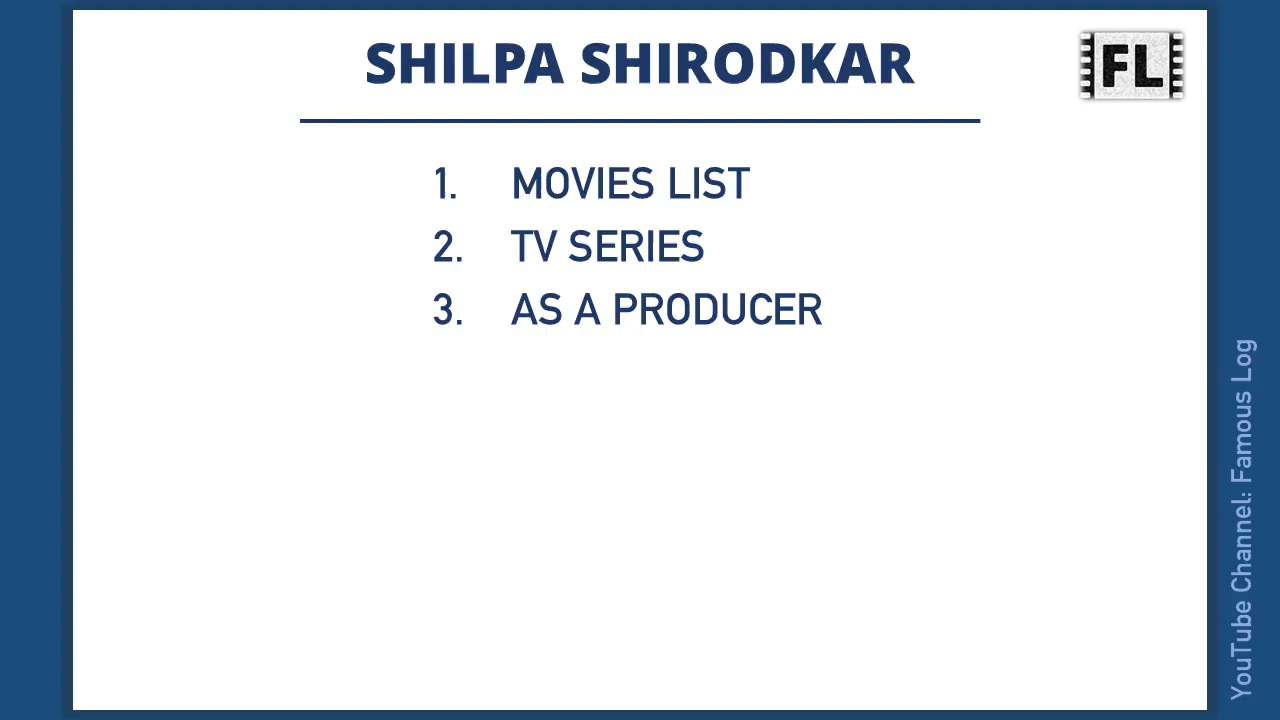 SHILPA SHIRODKAR
FL
1. MOVIES LIST
2. TV SERIES
3. AS A PRODUCER
YouTube Channel: Famous Log